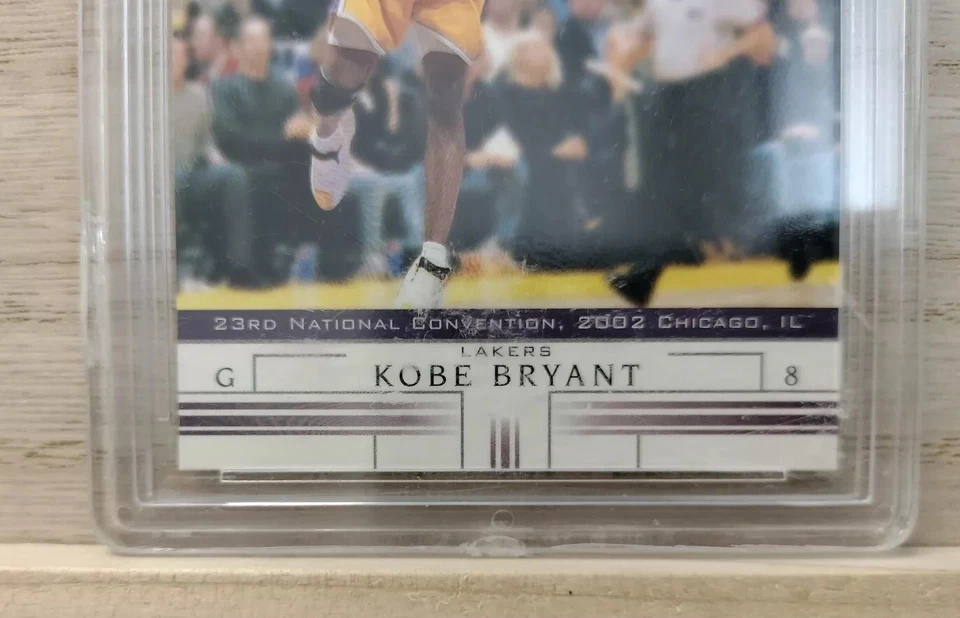 23RD NATIONAL CONVENTION, 2002 CHICAGO, IL
LAKERS
G KOBE BRYANT 8